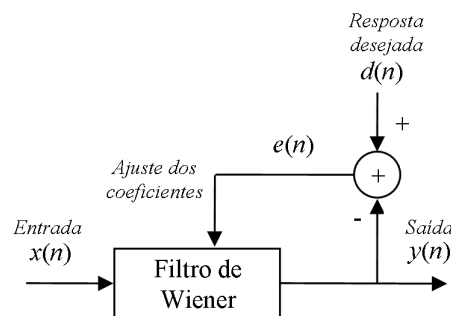 Resposta
desejada
d(n)
+
e(n)
+
Ajuste dos
coeficientes
-
Entrada
x(n)
Filtro de
Wiener
Saída
y(n)